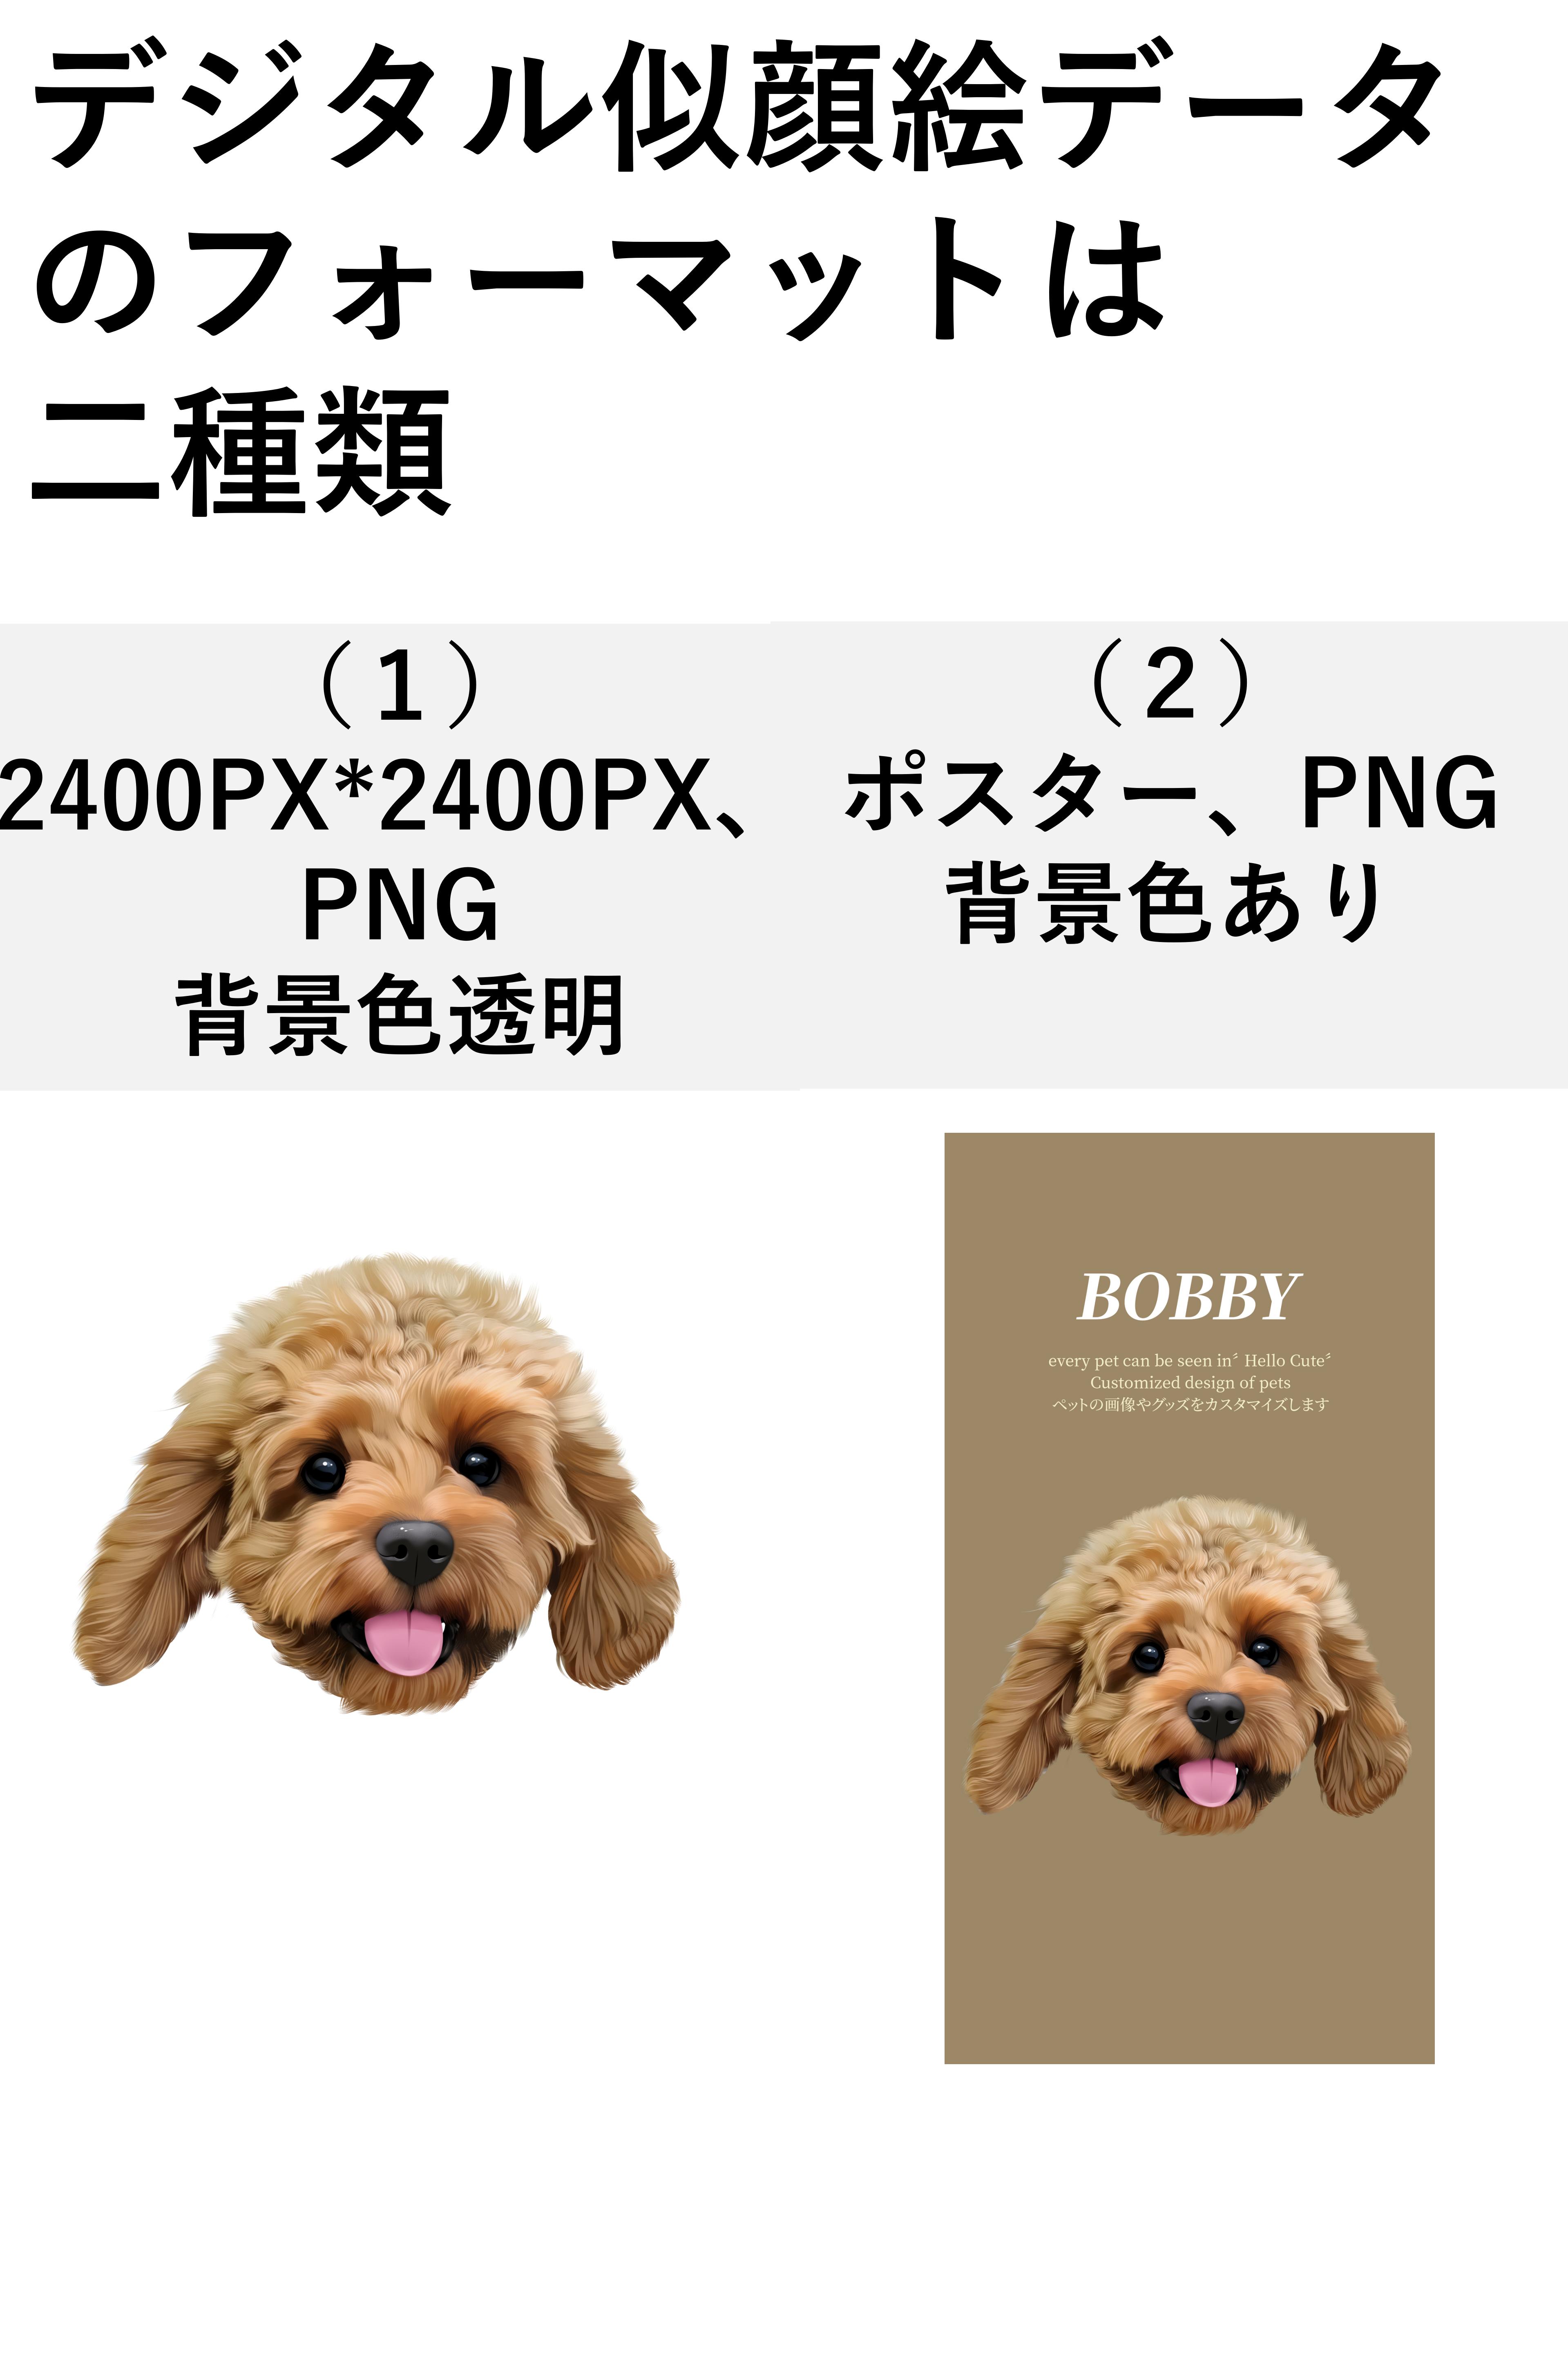 デジタル似顔絵データ
のフォーマットは
二種類
（1）
2400PX*2400PX、
PNG
背景色透明
（2）
ポスター、PNG
背景色あり
BOBBY
every pet can be seen in〃 Hello Cute〃
Customized design of pets
ペットの画像やグッズをカスタマイズします